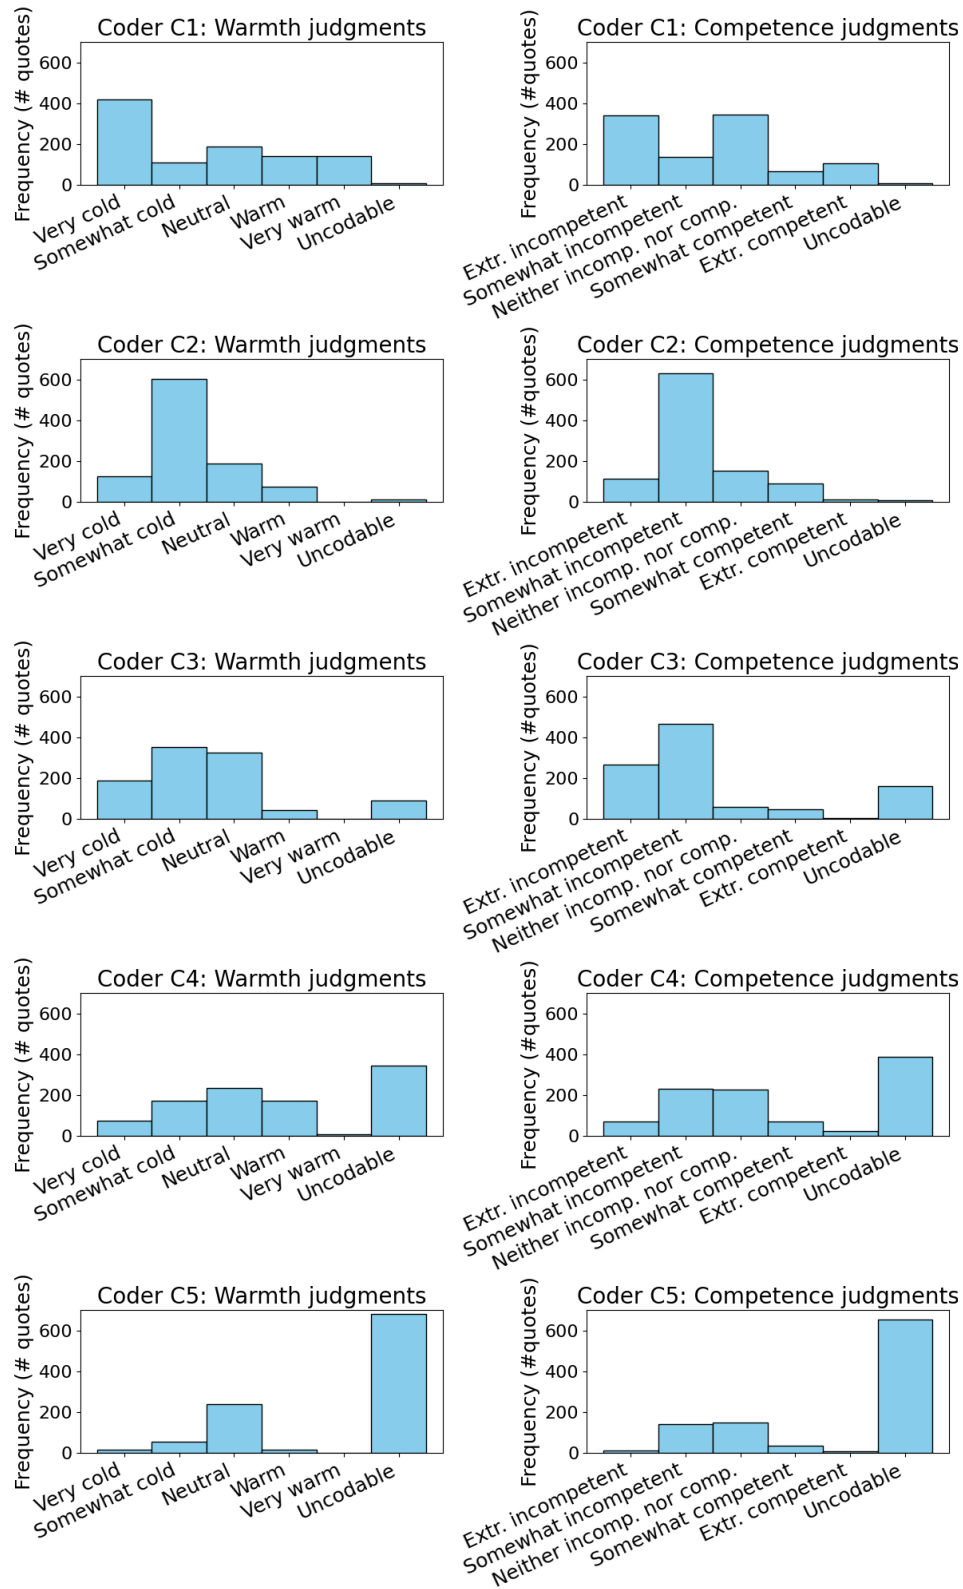 Coder C1: Warmth judgments
Frequency (# quotes)
600
400
200
0
Very cold
Somewhat cold
Neutral
Warm
Very warm
Uncodable
Coder C1: Competence judgments
Frequency (#quotes)
600
400
200
0
Extr. incompetent
Somewhat incompetent
Neither incomp. nor comp.
Somewhat competent
Extr. competent
Uncodable
Coder C2: Warmth judgments
Frequency (# quotes)
600
400
200
0
Very cold
Somewhat cold
Neutral
Warm
Very warm
Uncodable
Coder C2: Competence judgments
Frequency (#quotes)
600
400
200
0
Extr. incompetent
Somewhat incompetent
Neither incomp. nor comp.
Somewhat competent
Extr. competent
Uncodable
Coder C3: Warmth judgments
Frequency (# quotes)
600
400
200
0
Very cold
Somewhat cold
Neutral
Warm
Very warm
Uncodable
Coder C3: Competence judgments
Frequency (#quotes)
600
400
200
0
Extr. incompetent
Somewhat incompetent
Neither incomp. nor comp.
Somewhat competent
Extr. competent
Uncodable
Coder C4: Warmth judgments
Frequency (# quotes)
600
400
200
0
Very cold
Somewhat cold
Neutral
Warm
Very warm
Uncodable
Coder C4: Competence judgments
Frequency (#quotes)
600
400
200
0
Extr. incompetent
Somewhat incompetent
Neither incomp. nor comp.
Somewhat competent
Extr. competent
Uncodable
Coder C5: Warmth judgments
Frequency (# quotes)
600
400
200
0
Very cold
Somewhat cold
Neutral
Warm
Very warm
Uncodable
Coder C5: Competence judgments
Frequency (#quotes)
600
400
200
0
Extr. incompetent
Somewhat incompetent
Neither incomp. nor comp.
Somewhat competent
Extr. competent
Uncodable